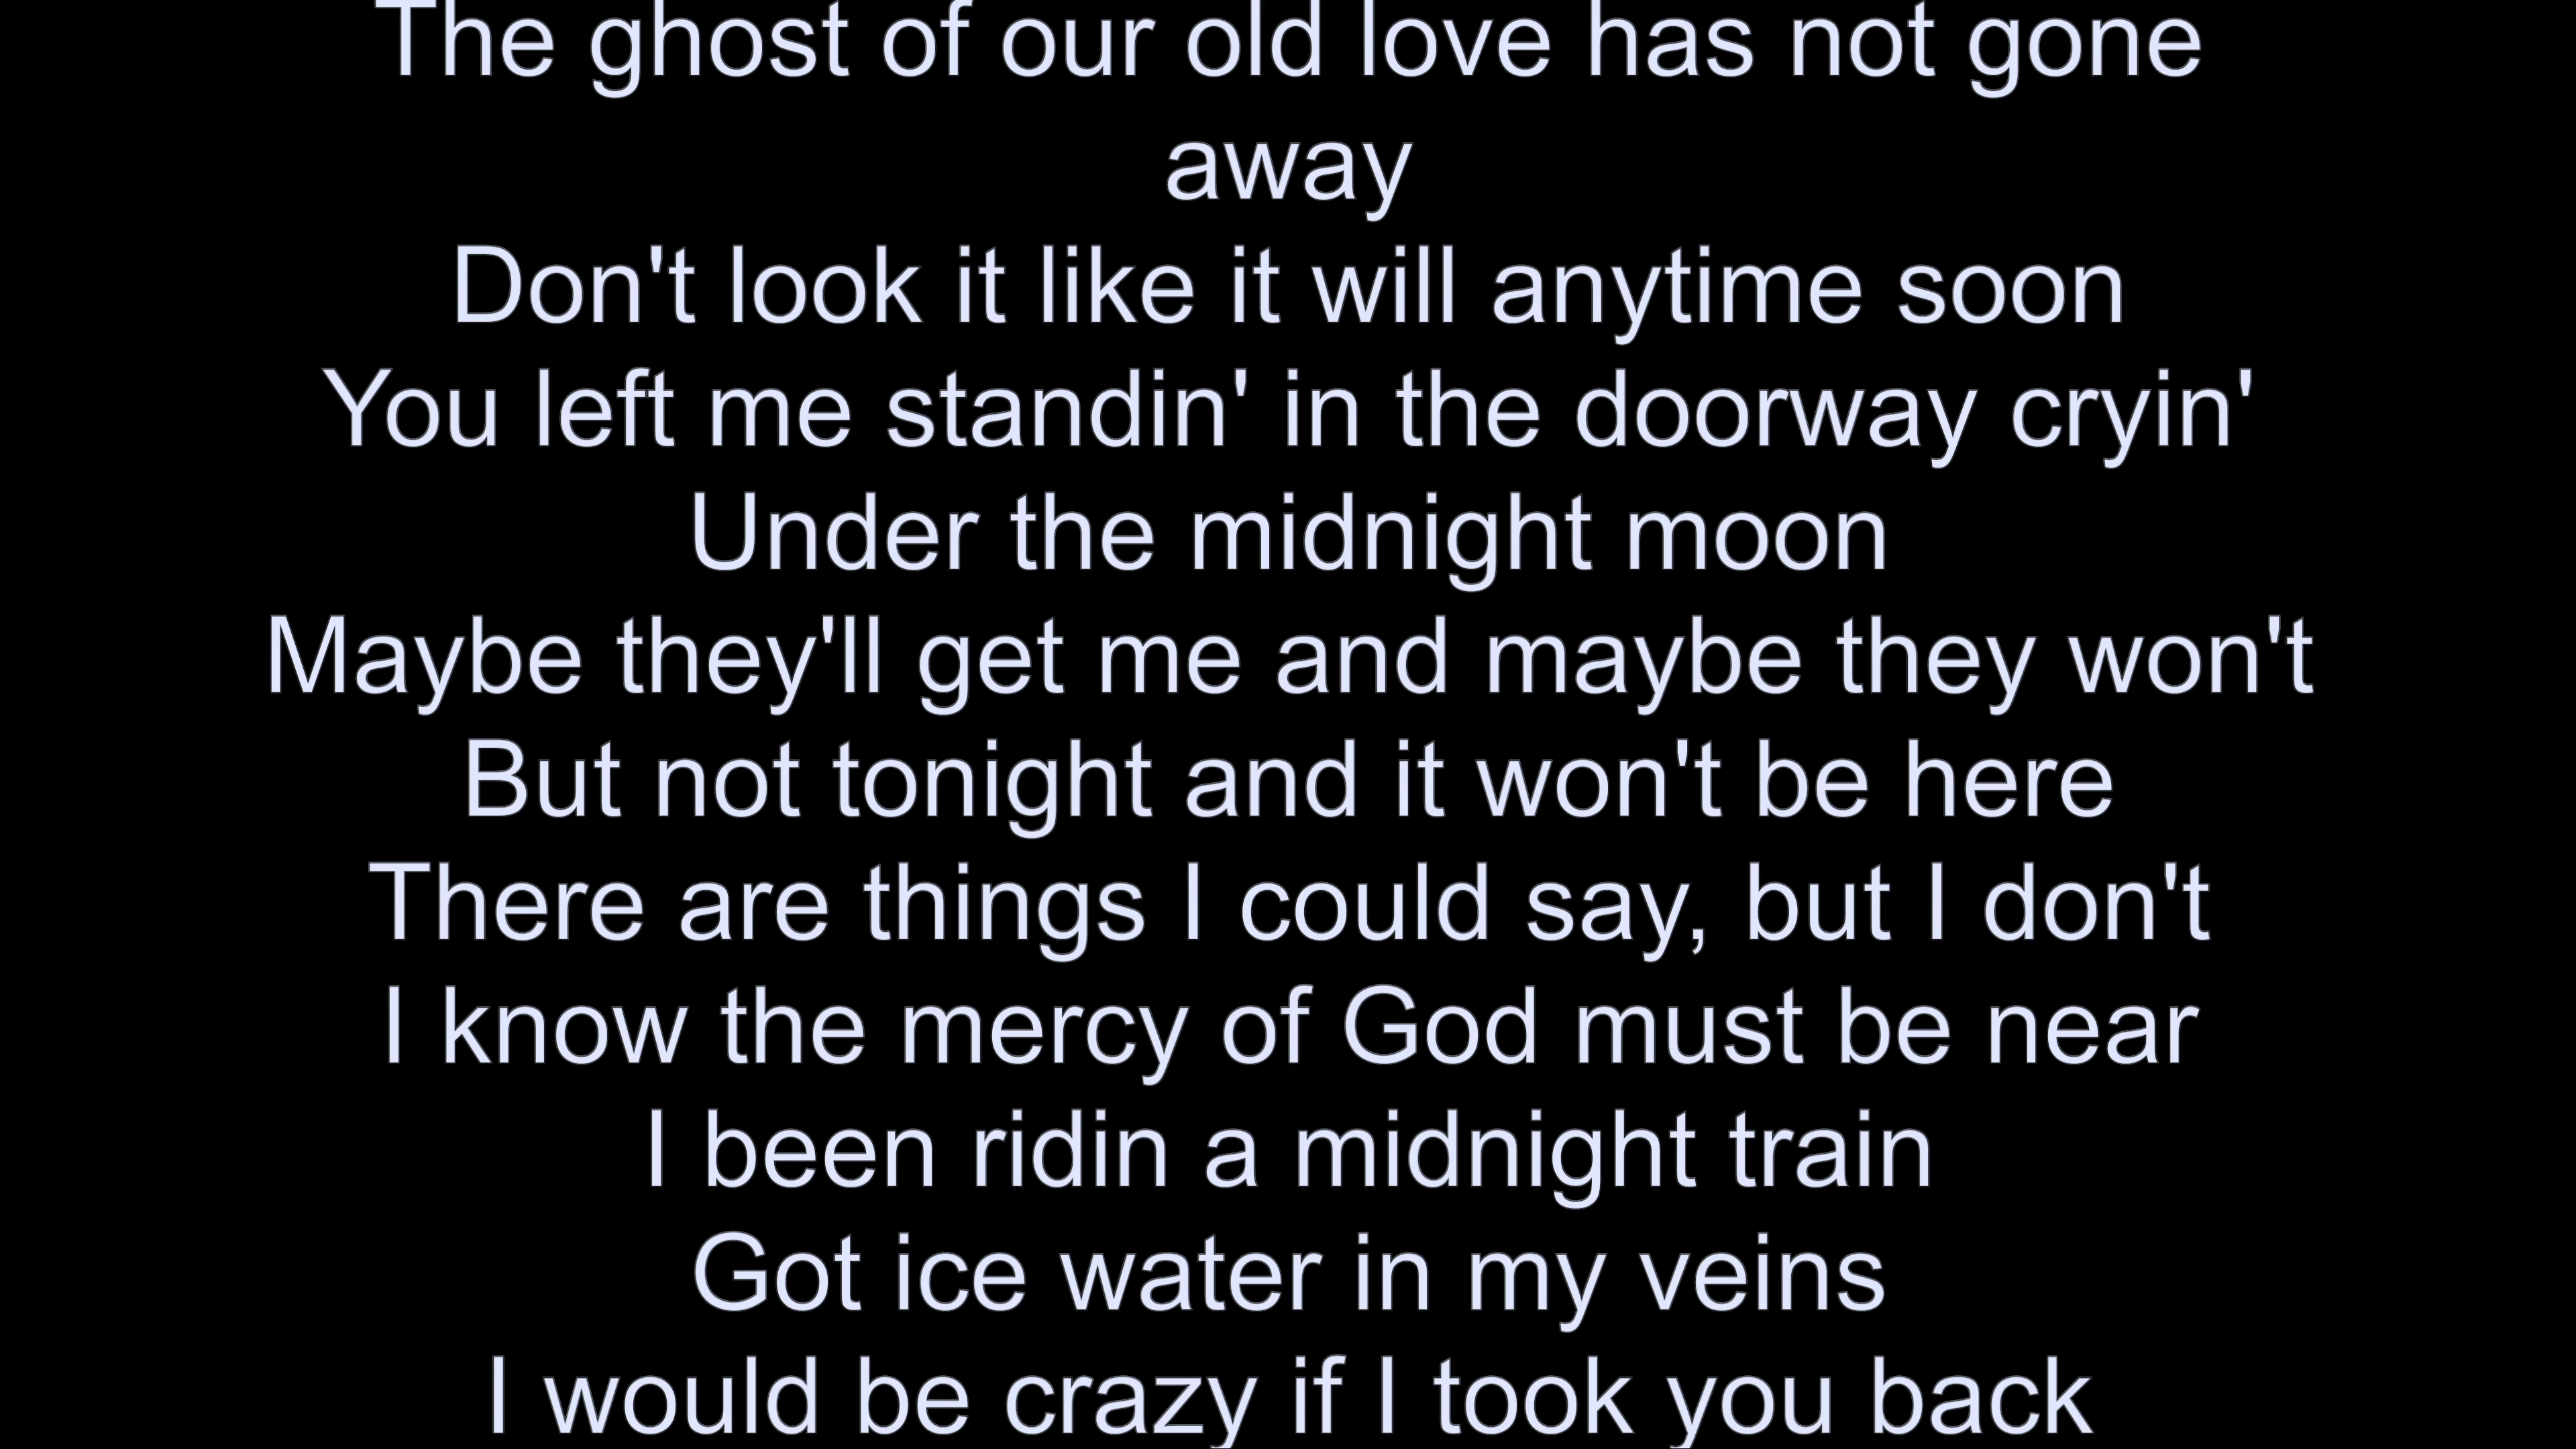 The ghost of our old love has not gone
away
Don't look it like it will anytime soon
You left me standin' in the doorway cryin'
Under the midnight moon
Maybe they'll get me and maybe they won't
But not tonight and it won't be here
There are things I could say, but I don't
I know the mercy of God must be near
I been ridin a midnight train
Got ice water in my veins
I would be crazy if I took you back